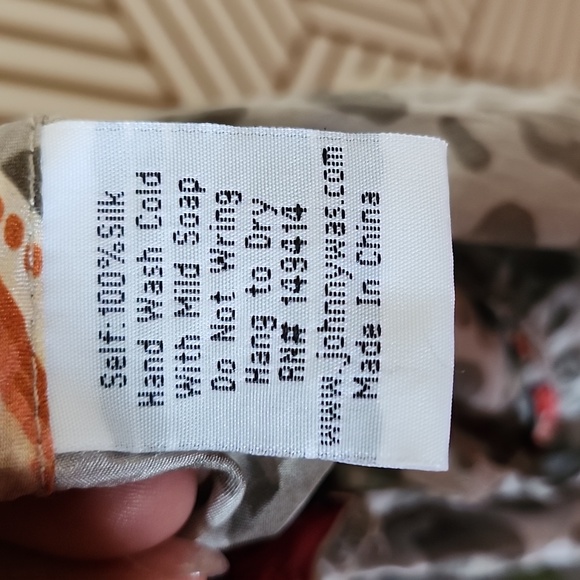 Self: 100% Silk
Hand Wash Cold
With Mild Soap
Do Not Wring
Hang to Dry
RN# 149414
www.johnnywas.com
Made In China